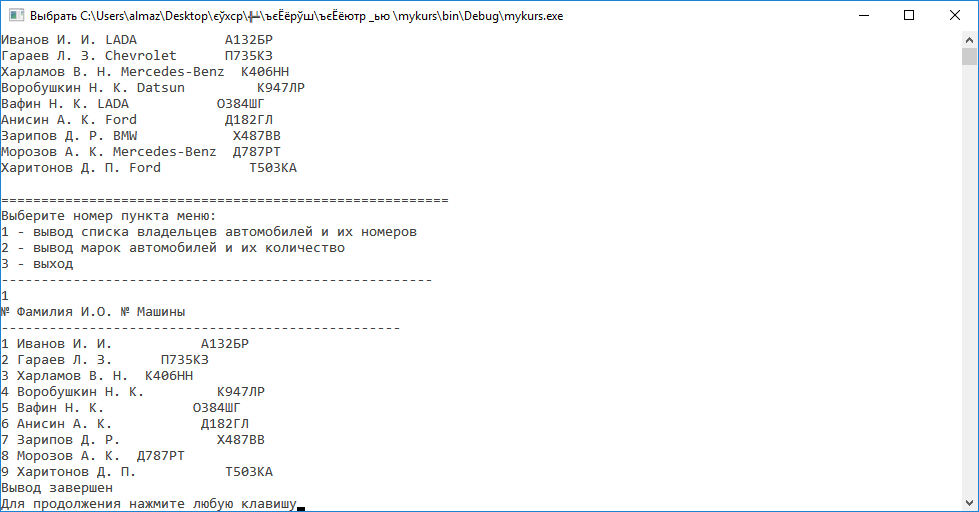 Выбрать C:\Users\almaz\Desktop\єўхср\╬╨\ъєЁёрўш\ъєЁёютр _ью \mykurs\bin\Debug\mykurs.exe
Иванов И. И. LADA           А132БР
Гараев Л. З. Chevrolet      П735КЗ
Харламов В. Н. Mercedes-Benz  К406НН
Воробушкин Н. К. Datsun         К947ЛР
Вафин Н. К. LADA           О384ШГ
Анисин А. К. Ford           Д182ГЛ
Зарипов Д. Р. BMW            Х487ВВ
Морозов А. К. Mercedes-Benz  Д787РТ
Харитонов Д. П. Ford           Т503КА
========================================================
Выберите номер пункта меню:
1 - вывод списка владельцев автомобилей и их номеров
2 - вывод марок автомобилей и их количество
3 - выход
------------------------------------------------------
1
№ Фамилия И.О. № Машины
--------------------------------------------------
1 Иванов И. И.           А132БР
2 Гараев Л. З.      П735КЗ
3 Харламов В. Н.  К406НН
4 Воробушкин Н. К.         К947ЛР
5 Вафин Н. К.           О384ШГ
6 Анисин А. К.           Д182ГЛ
7 Зарипов Д. Р.            Х487ВВ
8 Морозов А. К.  Д787РТ
9 Харитонов Д. П.           Т503КА
Вывод завершен
Для продолжения нажмите любую клавишу